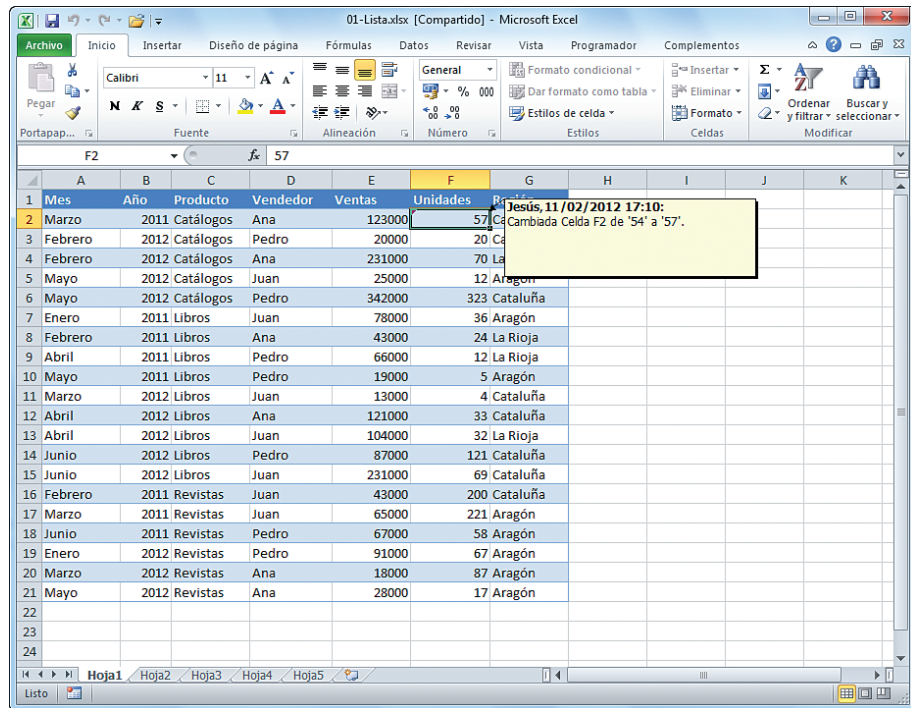 01-Lista.xlsx [Compartido] - Microsoft Excel
Archivo Inicio Insertar Diseño de página Fórmulas Datos Revisar Vista Programador Complementos
Pegar
Portapap...
Calibri 11
N K S
Fuente
Alineación
General
% 000
Número
Formato condicional
Dar formato como tabla
Estilos de celda
Estilos
Insertar
Eliminar
Formato
Celdas
Ordenar y filtrar
Buscar y seleccionar
Modificar
F2 fx 57
A B C D E F G H I J K
1 Mes Año Producto Vendedor Ventas Unidades
2 Marzo 2011 Catálogos Ana 123000 57 Ca
3 Febrero 2012 Catálogos Pedro 20000 20 Ca
4 Febrero 2012 Catálogos Ana 231000 70 La
5 Mayo 2012 Catálogos Juan 25000 12 Aragón
6 Mayo 2012 Catálogos Pedro 342000 323 Cataluña
7 Enero 2011 Libros Juan 78000 36 Aragón
8 Febrero 2011 Libros Ana 43000 24 La Rioja
9 Abril 2011 Libros Pedro 66000 12 La Rioja
10 Mayo 2011 Libros Pedro 19000 5 Aragón
11 Marzo 2012 Libros Juan 13000 4 Cataluña
12 Abril 2012 Libros Ana 121000 33 Cataluña
13 Abril 2012 Libros Juan 104000 32 La Rioja
14 Junio 2012 Libros Pedro 87000 121 Cataluña
15 Junio 2012 Libros Juan 231000 69 Cataluña
16 Febrero 2011 Revistas Juan 43000 200 Cataluña
17 Marzo 2011 Revistas Juan 65000 221 Aragón
18 Junio 2011 Revistas Pedro 67000 58 Aragón
19 Enero 2012 Revistas Pedro 91000 67 Aragón
20 Marzo 2012 Revistas Ana 18000 87 Aragón
21 Mayo 2012 Revistas Ana 28000 17 Aragón
22
23
24
Jesús, 11/02/2012 17:10:
Cambiada Celda F2 de '54' a '57'.
Hoja1 Hoja2 Hoja3 Hoja4 Hoja5
Listo